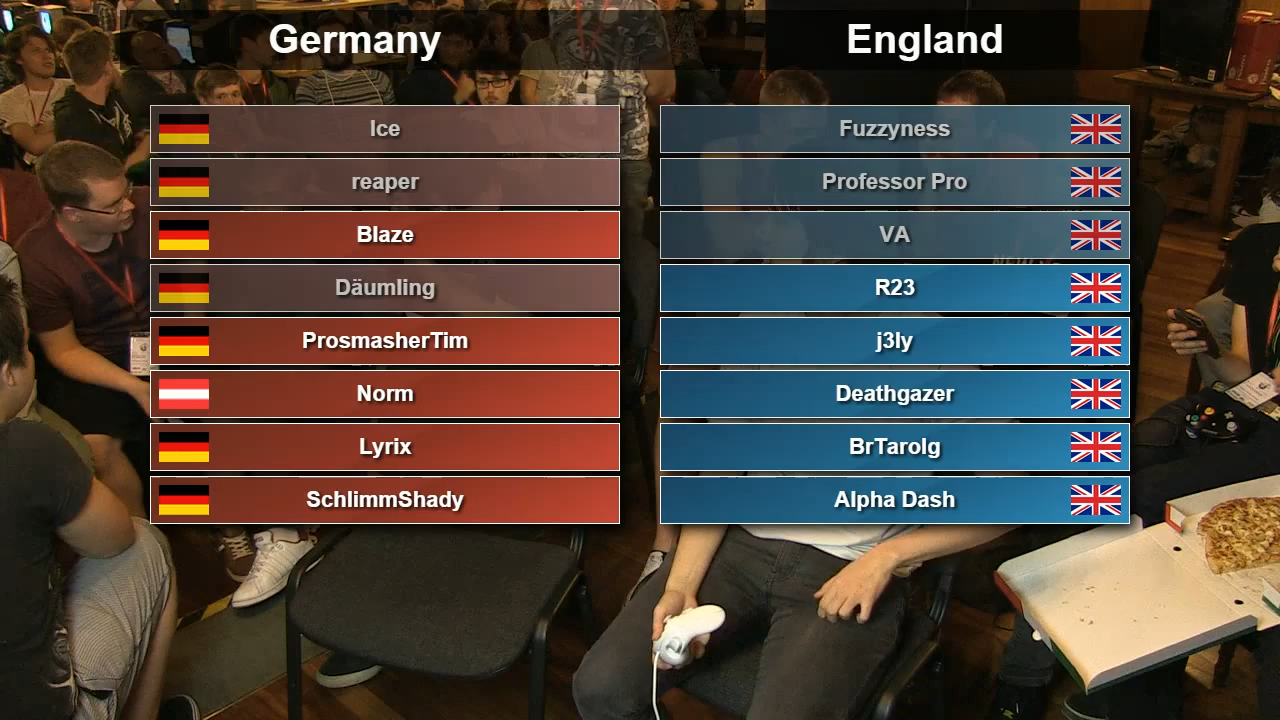 Germany
England
Ice
Fuzzyness
reaper
Professor Pro
Blaze
VA
Däumling
R23
ProsmasherTim
j3ly
Norm
Deathgazer
Lyrix
BrTarolg
SchlimmShady
Alpha Dash